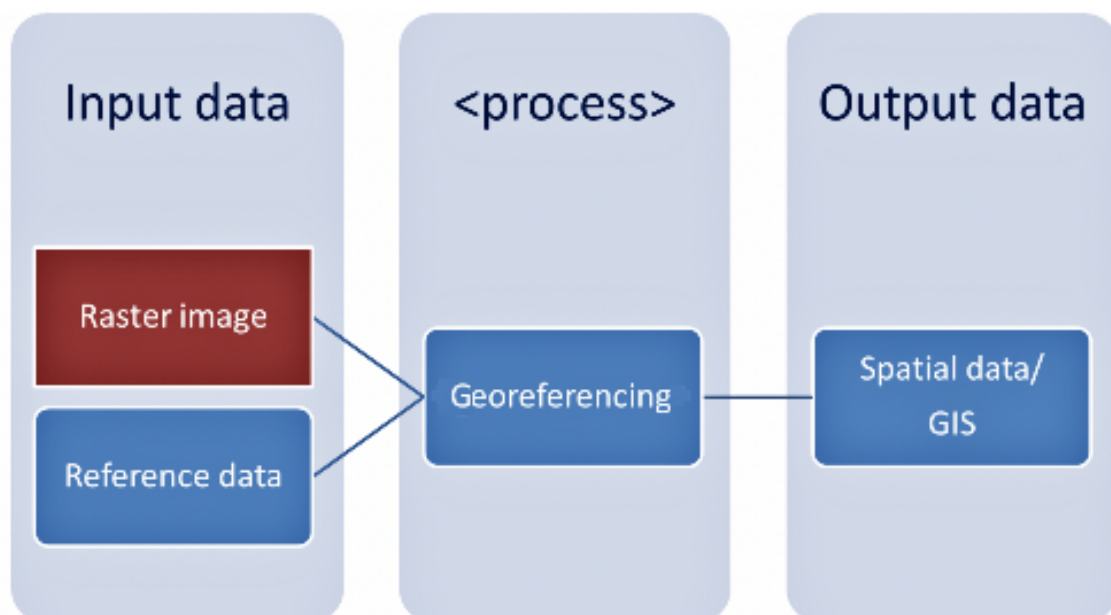 Input data
<process>
Output data
Raster image
Reference data
Georeferencing
Spatial data/
GIS